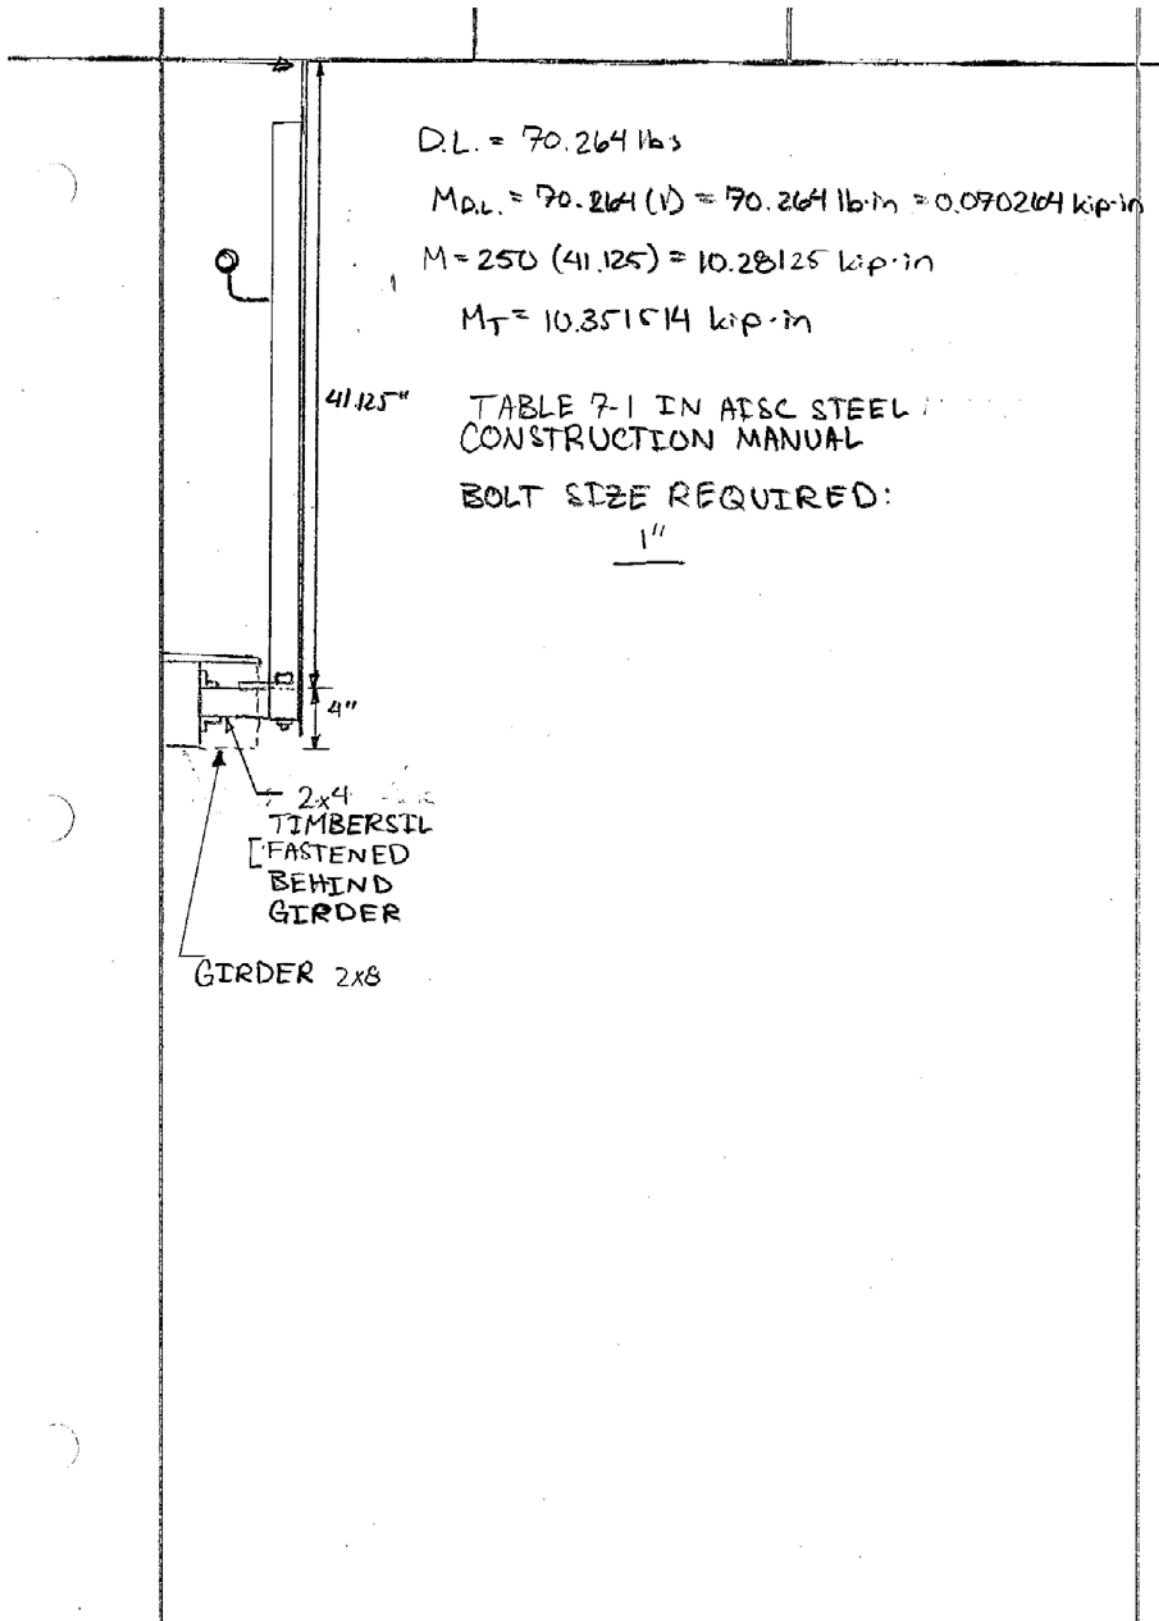 D.L. = 70.264 lbs
M_D.L. = 70.264 (1) = 70.264 lb·in = 0.070264 kip·in
M = 250 (41.125) = 10.28125 kip·in
M_T = 10.351514 kip·in
41.125"
TABLE 7-1 IN AISC STEEL
CONSTRUCTION MANUAL
BOLT SIZE REQUIRED:
1"
4"
2x4
TIMBERSIL
[FASTENED
BEHIND
GIRDER
GIRDER 2x8